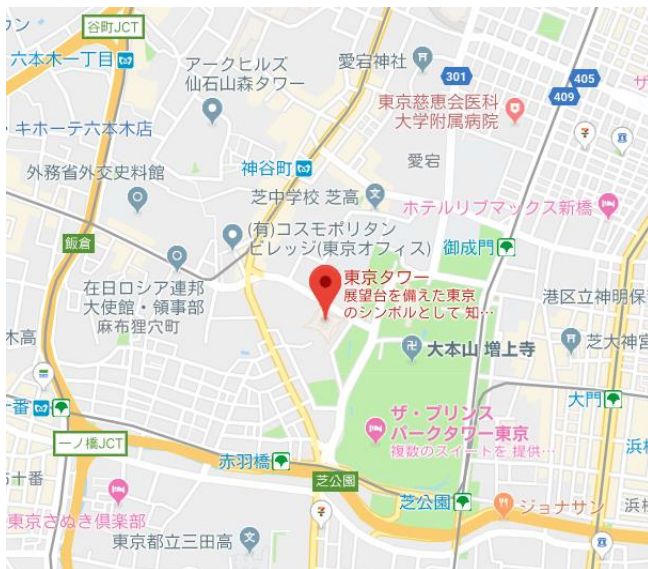 谷町JCT
六本木一丁目
アークヒルズ
仙石山森タワー
愛宕神社
301
405
409
東京慈恵会医科
大学附属病院
・キホーテ六本木店
愛宕
外務省外交史料館
神谷町
芝中学校 芝高
ホテルリブマックス新橋
飯倉
(有)コスモポリタン
ビレッジ(東京オフィス)
御成門
在日ロシア連邦
大使館・領事部
麻布狸穴町
東京タワー
展望台を備えた東京
のシンボルとして 知…
港区立神明保
木高
大本山 増上寺
芝大神宮
一番
大門
ザ・プリンス
パークタワー東京
複数のスイートを 提供…
一ノ橋JCT
浜
赤羽橋
芝公園
十番
東京さぬき倶楽部
芝公園
ジョナサン
浜松
東京都立三田高